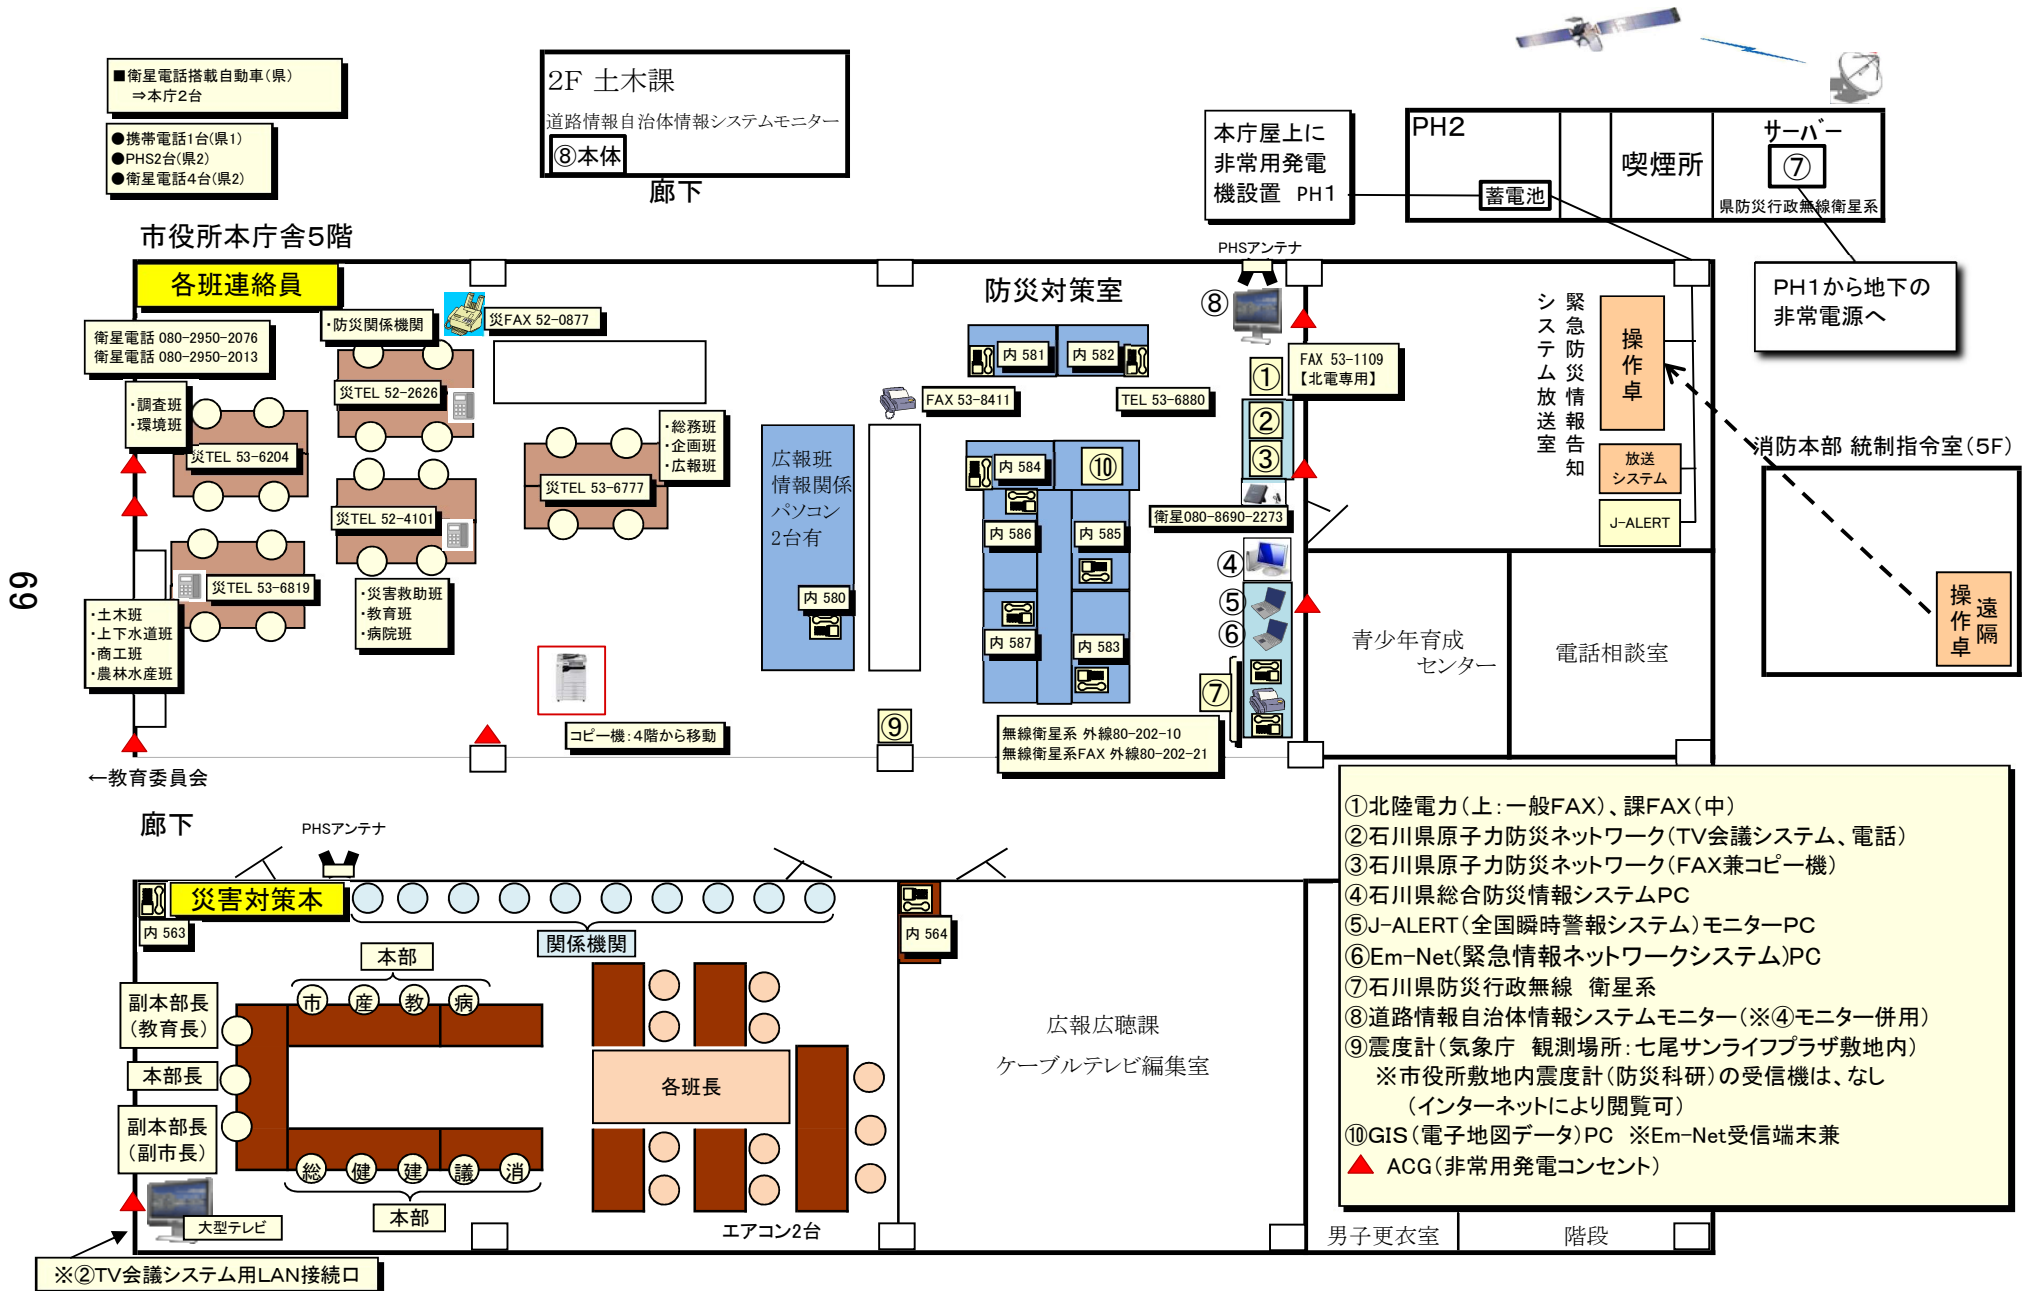 ■衛星電話搭載自動車(県)
⇒本庁2台
●携帯電話1台(県1)
●PHS2台(県2)
●衛星電話4台(県2)
2F 土木課
道路情報自治体情報システムモニター
⑧本体
廊下
本庁屋上に
非常用発電
機設置 PH1
PH2
蓄電池
喫煙所
サーバー
⑦
県防災行政無線衛星系
PH1から地下の
非常電源へ
市役所本庁舎5階
各班連絡員
衛星電話 080-2950-2076
衛星電話 080-2950-2013
・防災関係機関
災FAX 52-0877
・調査班
・環境班
災TEL 52-2626
災TEL 53-6204
災TEL 52-4101
災TEL 53-6819
・土木班
・上下水道班
・商工班
・農林水産班
・災害救助班
・教育班
・病院班
・総務班
・企画班
・広報班
災TEL 53-6777
コピー機:4階から移動
←教育委員会
防災対策室
PHSアンテナ
⑧
内 581
内 582
FAX 53-8411
TEL 53-6880
FAX 53-1109
【北電専用】
①
②
③
広報班
情報関係
パソコン
2台有
内 580
内 584
⑩
内 586
内 585
内 587
内 583
衛星080-8690-2273
④
⑤
⑥
⑦
⑨
無線衛星系 外線80-202-10
無線衛星系FAX 外線80-202-21
緊急防災情報告知
システム放送室
操作卓
放送
システム
J-ALERT
消防本部 統制指令室(5F)
遠隔
操作卓
青少年育成
センター
電話相談室
69
廊下
PHSアンテナ
災害対策本
内 563
関係機関
内 564
本部
市
産
教
病
副本部長
(教育長)
本部長
副本部長
(副市長)
総
健
建
議
消
本部
各班長
エアコン2台
大型テレビ
※②TV会議システム用LAN接続口
広報広聴課
ケーブルテレビ編集室
①北陸電力(上:一般FAX)、課FAX(中)
②石川県原子力防災ネットワーク(TV会議システム、電話)
③石川県原子力防災ネットワーク(FAX兼コピー機)
④石川県総合防災情報システムPC
⑤J-ALERT(全国瞬時警報システム)モニターPC
⑥Em-Net(緊急情報ネットワークシステム)PC
⑦石川県防災行政無線 衛星系
⑧道路情報自治体情報システムモニター(※④モニター併用)
⑨震度計(気象庁 観測場所:七尾サンライフプラザ敷地内)
※市役所敷地内震度計(防災科研)の受信機は、なし
(インターネットにより閲覧可)
⑩GIS(電子地図データ)PC ※Em-Net受信端末兼
▲ ACG(非常用発電コンセント)
男子更衣室
階段